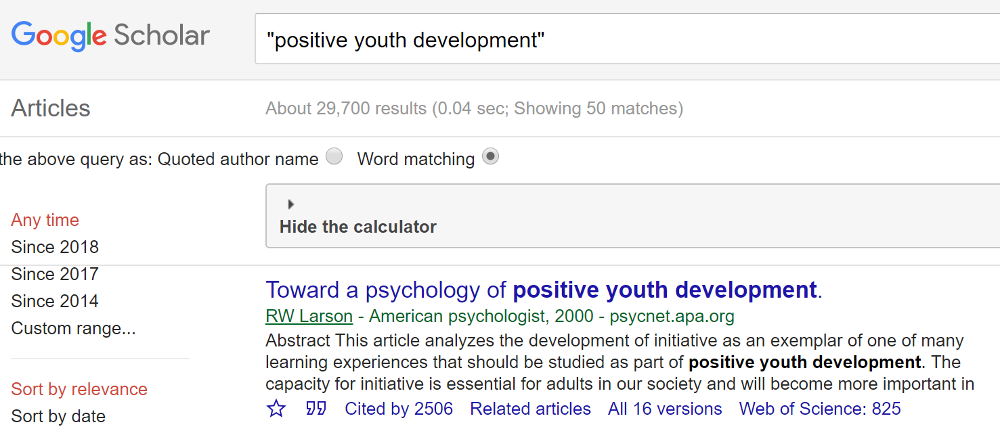 Google Scholar
"positive youth development"
Articles
About 29,700 results (0.04 sec; Showing 50 matches)
the above query as: Quoted author name Word matching
Hide the calculator
Any time
Since 2018
Since 2017
Since 2014
Custom range...
Sort by relevance
Sort by date
Toward a psychology of positive youth development.
RW Larson - American psychologist, 2000 - psycnet.apa.org
Abstract This article analyzes the development of initiative as an exemplar of one of many
learning experiences that should be studied as part of positive youth development. The
capacity for initiative is essential for adults in our society and will become more important in
Cited by 2506 Related articles All 16 versions Web of Science: 825